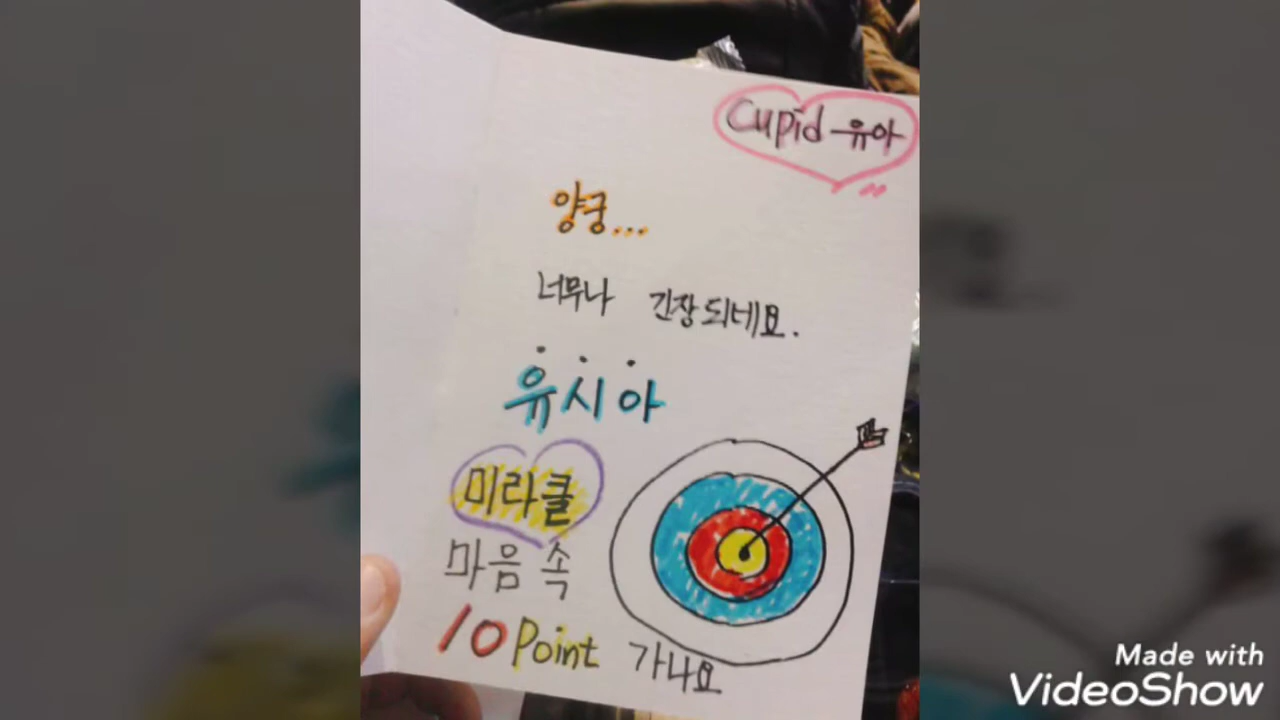 Cupid 유아
양궁...
너무나 긴장되네요.
유시아
미라클
마음 속
10 Point 가나요
Made with
VideoShow